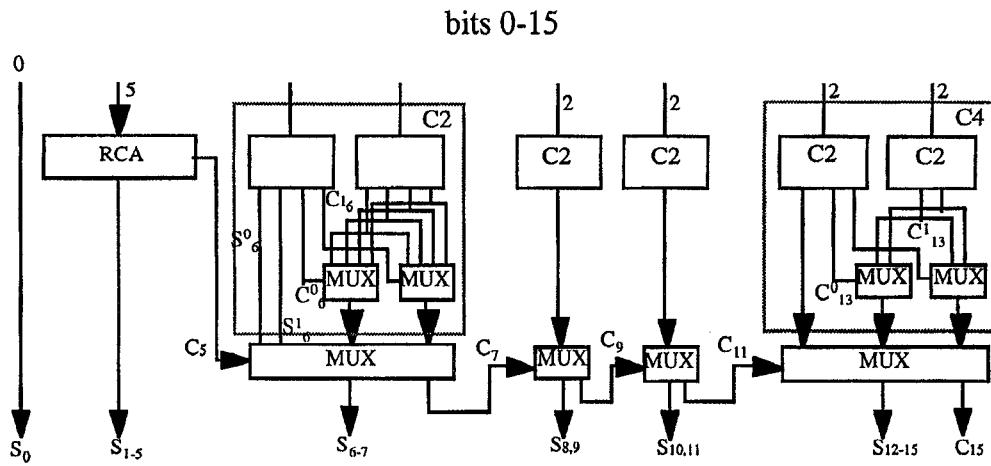 bits 0-15
0
5
2
2
2
2
C2
C4
RCA
C2
C2
C2
C2
C¹₆
S⁰₆
C¹₁₃
MUX
MUX
MUX
MUX
C⁰₆
C⁰₁₃
S¹₆
C₅
MUX
C₇
MUX
C₉
MUX
C₁₁
MUX
S₀
S₁₋₅
S₆₋₇
S₈,₉
S₁₀,₁₁
S₁₂₋₁₅
C₁₅